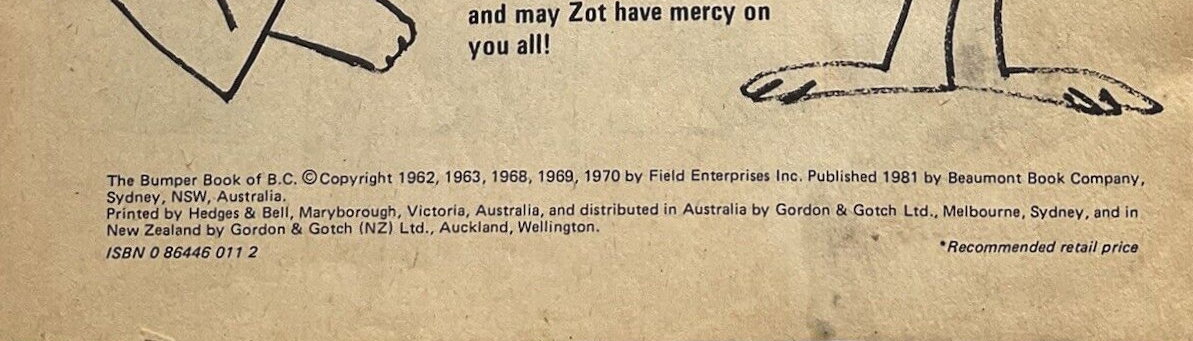 and may Zot have mercy on
you all!
The Bumper Book of B.C. ©Copyright 1962, 1963, 1968, 1969, 1970 by Field Enterprises Inc. Published 1981 by Beaumont Book Company,
Sydney, NSW, Australia.
Printed by Hedges & Bell, Maryborough, Victoria, Australia, and distributed in Australia by Gordon & Gotch Ltd., Melbourne, Sydney, and in
New Zealand by Gordon & Gotch (NZ) Ltd., Auckland, Wellington.
ISBN 0 86446 011 2 *Recommended retail price